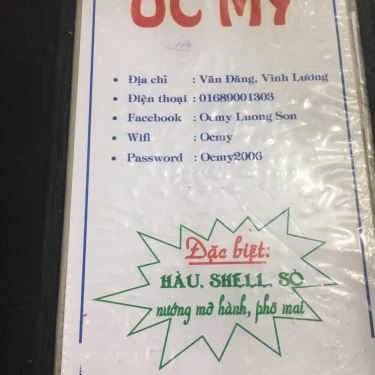 ỐC MY
• Địa chỉ : Văn Đăng, Vĩnh Lương
• Điện thoại : 01689001303
• Facebook : Ocmy Luong Son
• Wifi : Ocmy
• Password : Ocmy2006
Đặc biệt:
HÀU, SHELL, SÒ
nướng mỡ hành, phô mai